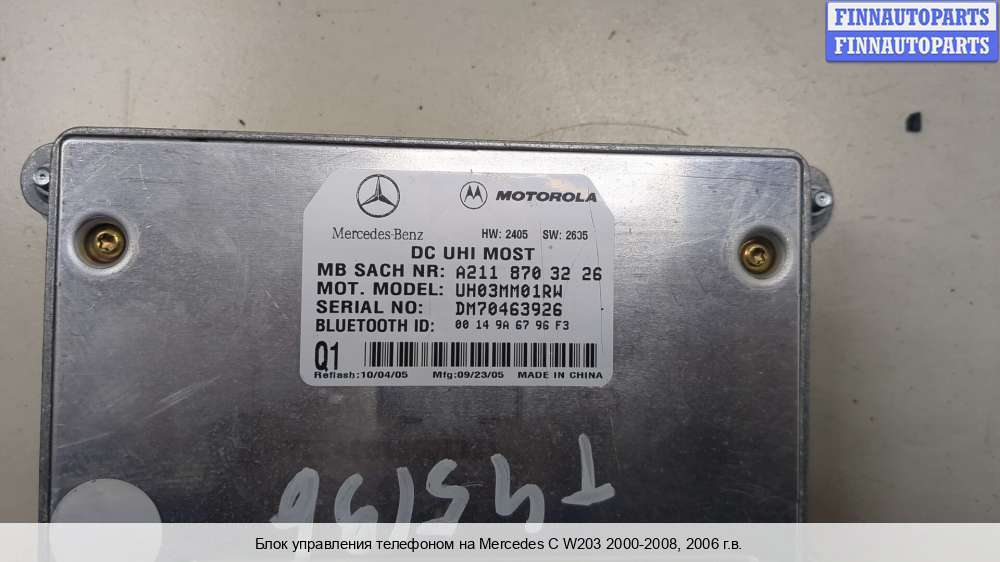 FINNAUTOPARTS
FINNAUTOPARTS
MOTOROLA
Mercedes-Benz HW: 2405 SW: 2635
DC UHI MOST
MB SACH NR: A211 870 32 26
MOT. MODEL: UH03MM01RW
SERIAL NO: DM70463926
BLUETOOTH ID: 00 14 9A 67 96 F3
Q1
Reflash:10/04/05 Mfg:09/23/05 MADE IN CHINA
T45136
Блок управления телефоном на Mercedes C W203 2000-2008, 2006 г.в.